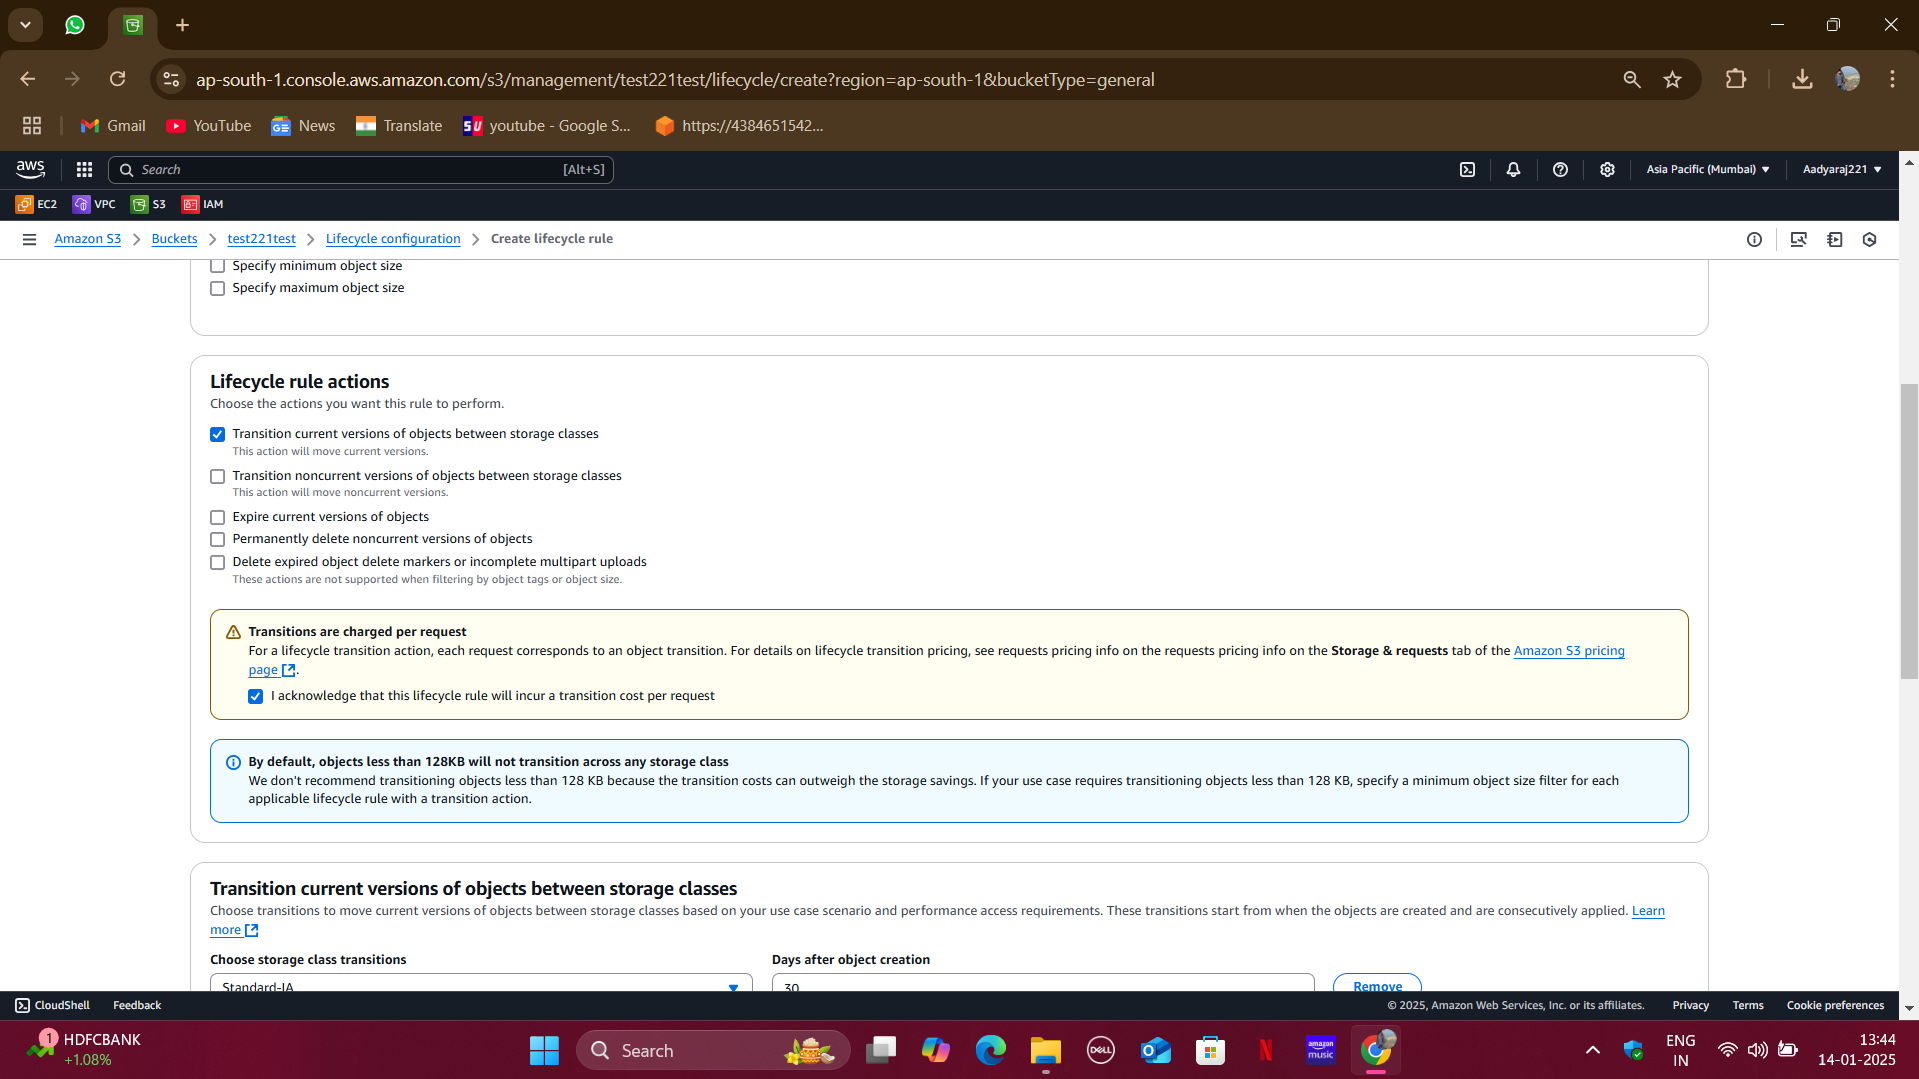 ap-south-1.console.aws.amazon.com/s3/management/test221test/lifecycle/create?region=ap-south-1&bucketType=general
Gmail YouTube News Translate youtube - Google S... https://4384651542...
aws Search [Alt+S] Asia Pacific (Mumbai) Aadyaraj221
EC2 VPC S3 IAM
Amazon S3 Buckets test221test Lifecycle configuration Create lifecycle rule
Specify minimum object size
Specify maximum object size
Lifecycle rule actions
Choose the actions you want this rule to perform.
Transition current versions of objects between storage classes
This action will move current versions.
Transition noncurrent versions of objects between storage classes
This action will move noncurrent versions.
Expire current versions of objects
Permanently delete noncurrent versions of objects
Delete expired object delete markers or incomplete multipart uploads
These actions are not supported when filtering by object tags or object size.
Transitions are charged per request
For a lifecycle transition action, each request corresponds to an object transition. For details on lifecycle transition pricing, see requests pricing info on the requests pricing info on the Storage & requests tab of the Amazon S3 pricing
page.
I acknowledge that this lifecycle rule will incur a transition cost per request
By default, objects less than 128KB will not transition across any storage class
We don't recommend transitioning objects less than 128 KB because the transition costs can outweigh the storage savings. If your use case requires transitioning objects less than 128 KB, specify a minimum object size filter for each
applicable lifecycle rule with a transition action.
Transition current versions of objects between storage classes
Choose transitions to move current versions of objects between storage classes based on your use case scenario and performance access requirements. These transitions start from when the objects are created and are consecutively applied. Learn
more
Choose storage class transitions Days after object creation
Standard-IA 30 Remove
CloudShell Feedback © 2025, Amazon Web Services, Inc. or its affiliates. Privacy Terms Cookie preferences
1 HDFCBANK
+1.08%
Search
DELL
amazon
music
ENG
IN
13:44
14-01-2025